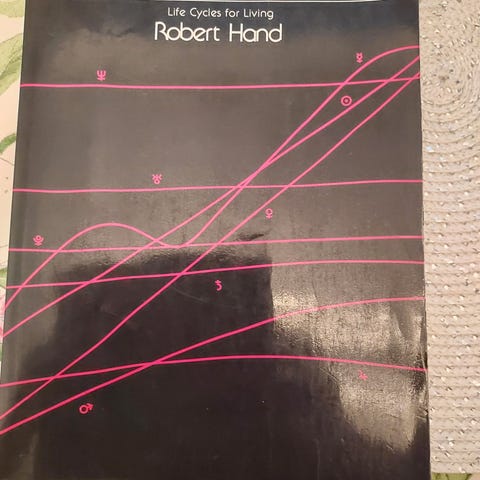 Life Cycles for Living
Robert Hand